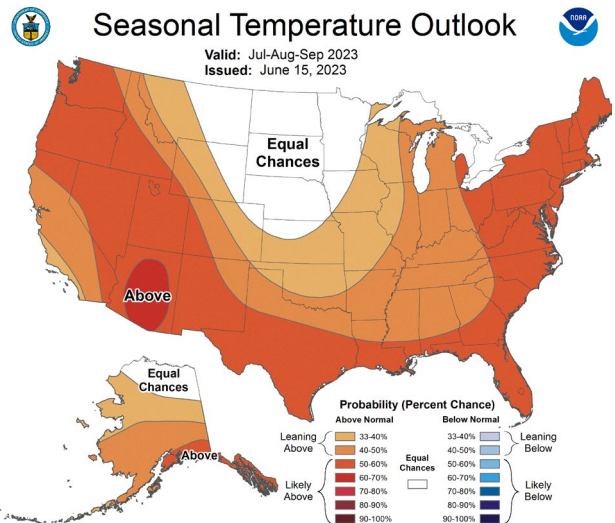 Seasonal Temperature Outlook
NOAA
Valid: Jul-Aug-Sep 2023
Issued: June 15, 2023
Equal
Chances
Above
Equal
Chances
Above
Probability (Percent Chance)
Above Normal
Below Normal
Leaning
Above
33-40%
40-50%
Likely
Above
50-60%
60-70%
70-80%
80-90%
90-100%
Equal
Chances
33-40%
40-50%
Leaning
Below
50-60%
60-70%
70-80%
80-90%
90-100%
Likely
Below